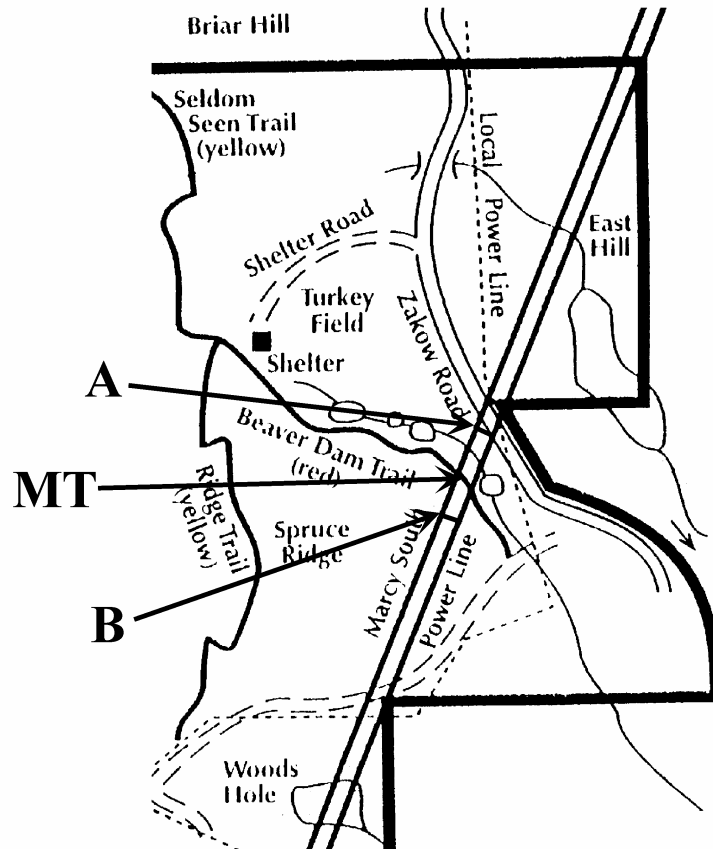 Briar Hill
Seldom
Seen Trail
(yellow)
Local
Power Line
East
Hill
Shelter Road
Turkey
Field
Zakow Road
Shelter
A
Beaver Dam Trail
(red)
MT
Ridge Trail
(yellow)
Spruce
Ridge
Marcy South
Power Line
B
Woods
Hole